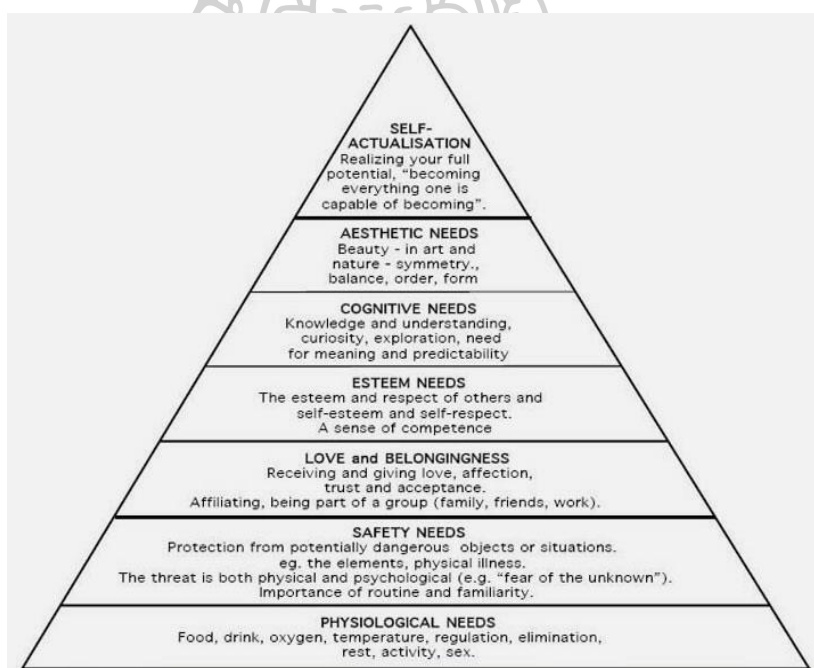 SELF-
ACTUALISATION
Realizing your full
potential, “becoming
everything one is
capable of becoming”.
AESTHETIC NEEDS
Beauty - in art and
nature - symmetry.,
balance, order, form
COGNITIVE NEEDS
Knowledge and understanding,
curiosity, exploration, need
for meaning and predictability
ESTEEM NEEDS
The esteem and respect of others and
self-esteem and self-respect.
A sense of competence
LOVE and BELONGINGNESS
Receiving and giving love, affection,
trust and acceptance.
Affiliating, being part of a group (family, friends, work).
SAFETY NEEDS
Protection from potentially dangerous objects or situations.
eg. the elements, physical illness.
The threat is both physical and psychological (e.g. “fear of the unknown”).
Importance of routine and familiarity.
PHYSIOLOGICAL NEEDS
Food, drink, oxygen, temperature, regulation, elimination,
rest, activity, sex.